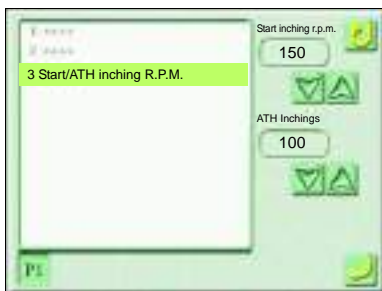 3 Start/ATH inching R.P.M.
Start inching r.p.m.
150
ATH Inchings
100
P1